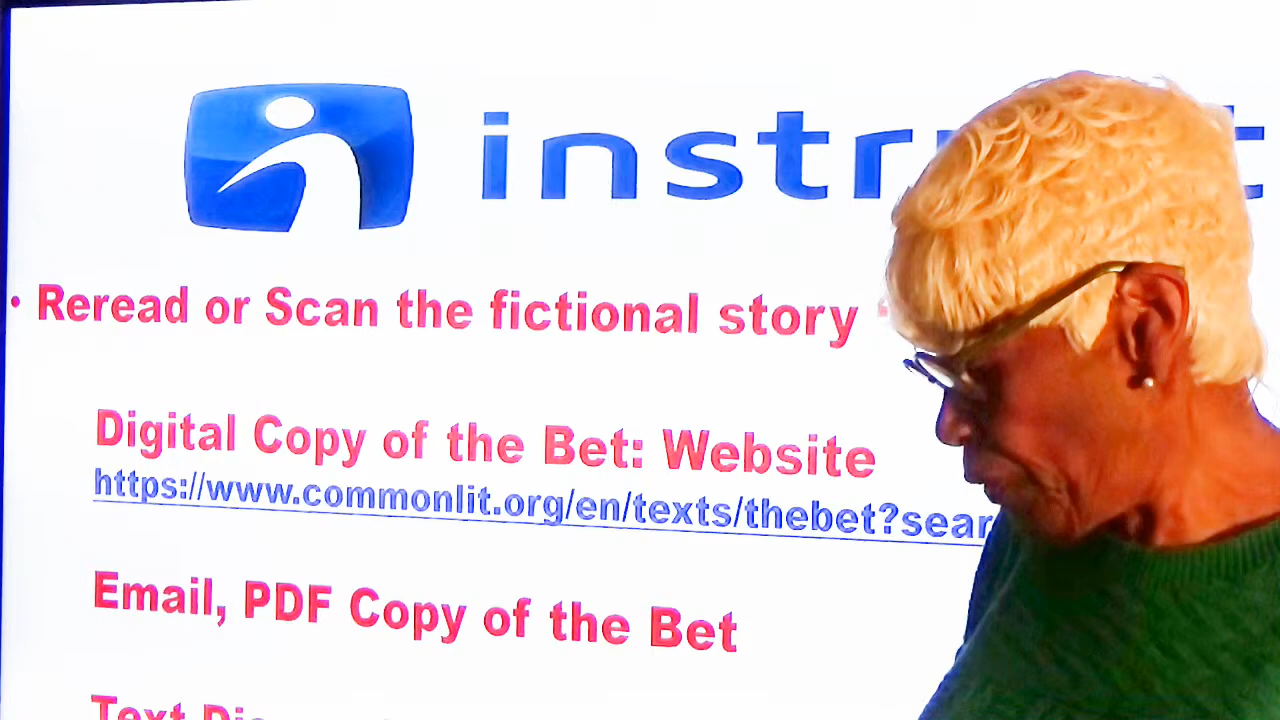 instr
• Reread or Scan the fictional story
Digital Copy of the Bet: Website
https://www.commonlit.org/en/texts/thebet?sear
Email, PDF Copy of the Bet
Text